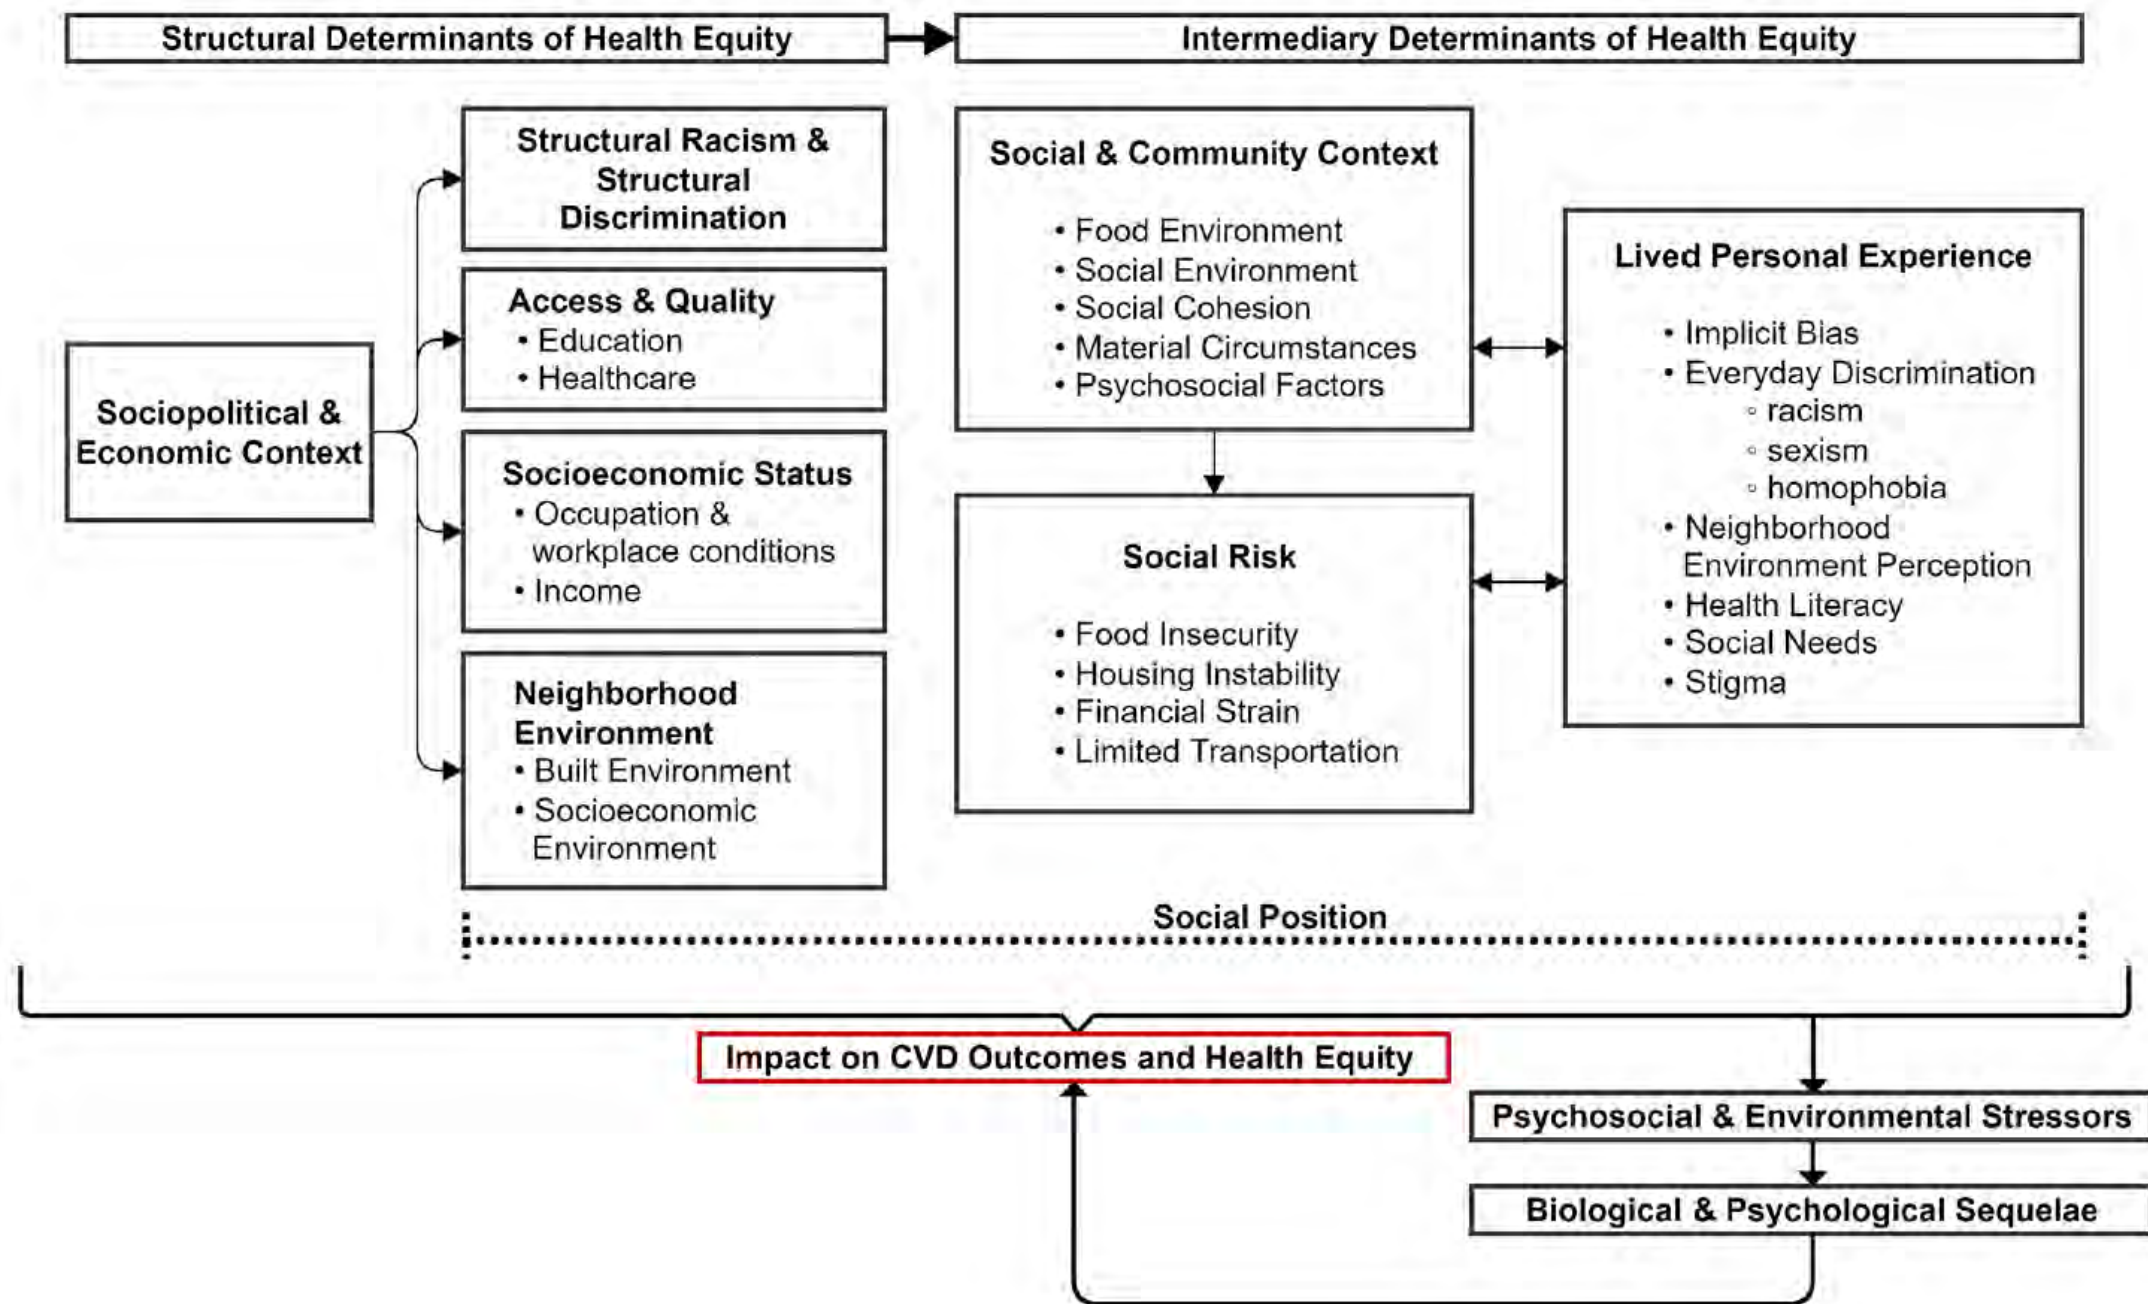 Structural Determinants of Health Equity
Intermediary Determinants of Health Equity
Sociopolitical &
Economic Context
Structural Racism &
Structural
Discrimination
Access & Quality
• Education
• Healthcare
Socioeconomic Status
• Occupation &
workplace conditions
• Income
Neighborhood
Environment
• Built Environment
• Socioeconomic
Environment
Social & Community Context
• Food Environment
• Social Environment
• Social Cohesion
• Material Circumstances
• Psychosocial Factors
Social Risk
• Food Insecurity
• Housing Instability
• Financial Strain
• Limited Transportation
Lived Personal Experience
• Implicit Bias
• Everyday Discrimination
◦ racism
◦ sexism
◦ homophobia
• Neighborhood
Environment Perception
• Health Literacy
• Social Needs
• Stigma
Social Position
Impact on CVD Outcomes and Health Equity
Psychosocial & Environmental Stressors
Biological & Psychological Sequelae